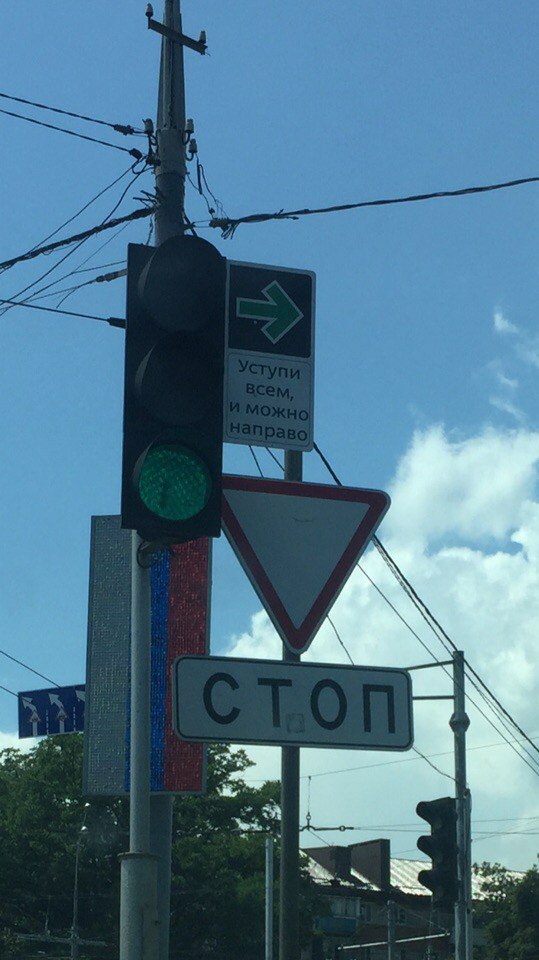 Уступи
всем,
и можно
направо
СТОП